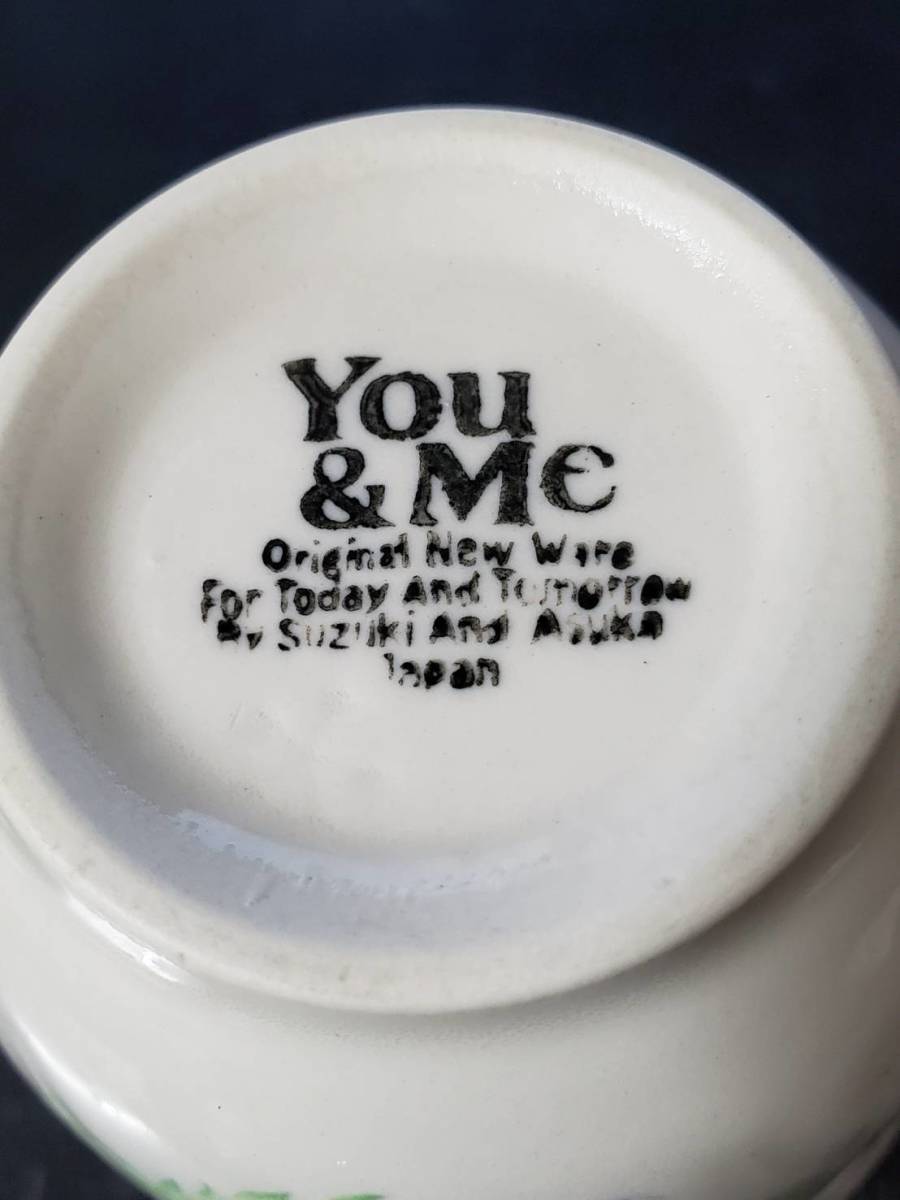 You
& Me
Original New Ware
For Today And Tomorrow
By Suzuki And Asuka
Japan